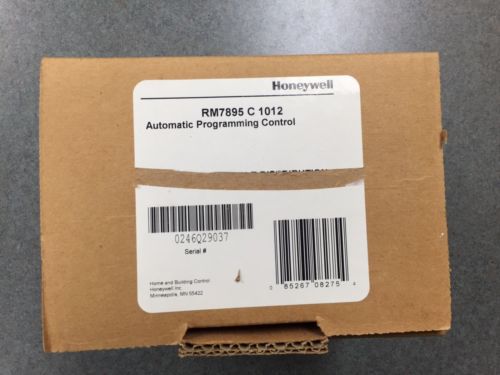 Honeywell
RM7895 C 1012
Automatic Programming Control
0246Q29037
Serial #
Home and Building Control
Honeywell Inc.
Minneapolis, MN 55422
0 85267 08275 4